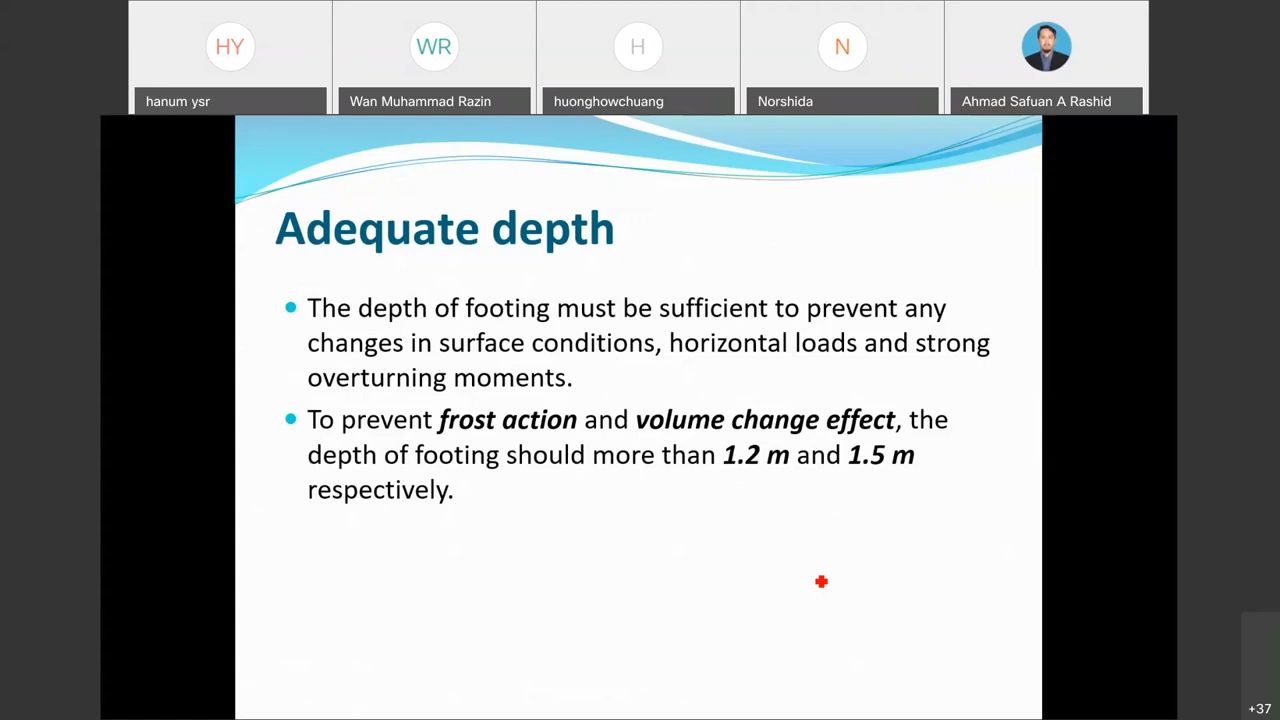 HY
WR
H
N
hanum ysr
Wan Muhammad Razin
huonghowchuang
Norshida
Ahmad Safuan A Rashid
Adequate depth
• The depth of footing must be sufficient to prevent any
changes in surface conditions, horizontal loads and strong
overturning moments.
• To prevent frost action and volume change effect, the
depth of footing should more than 1.2 m and 1.5 m
respectively.
+37